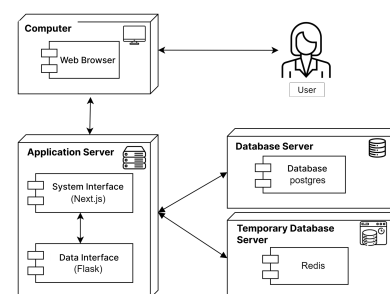 Computer
Web Browser
User
Application Server
System Interface
(Next.js)
Data Interface
(Flask)
Database Server
Database
postgres
Temporary Database
Server
Redis